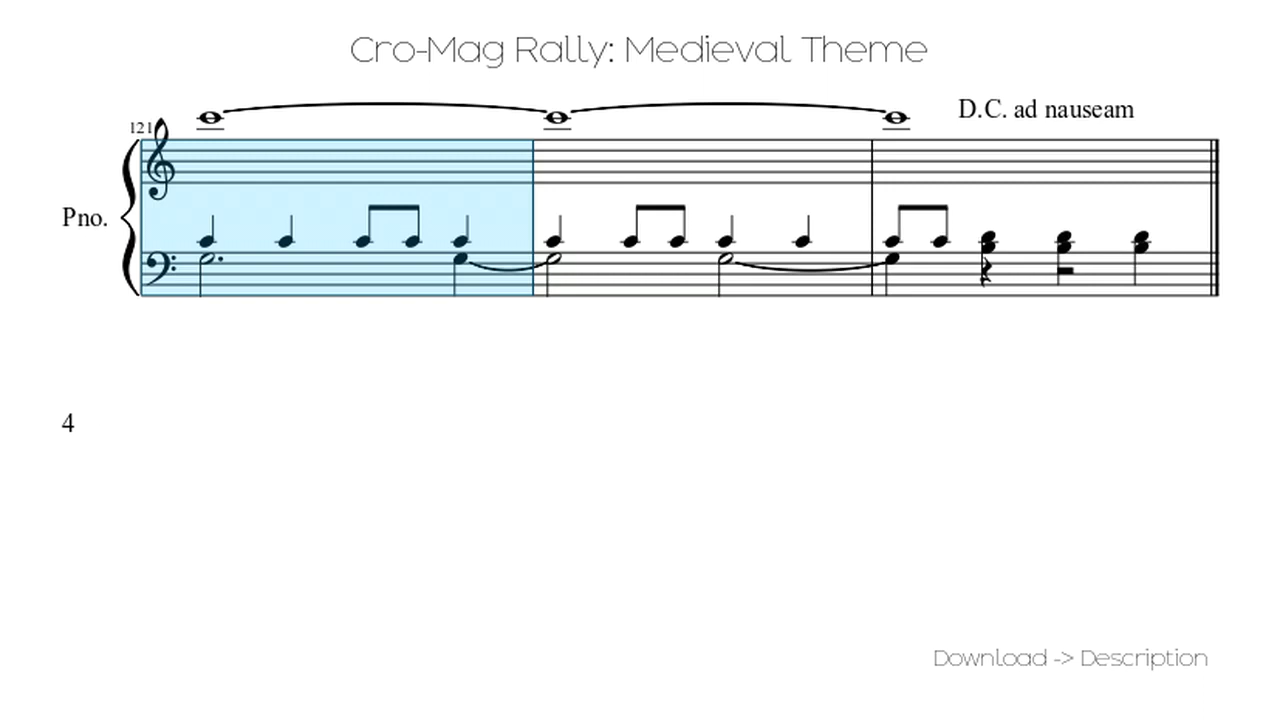 Cro-Mag Rally: Medieval Theme
D.C. ad nauseam
121
Pno.
4
Download -> Description